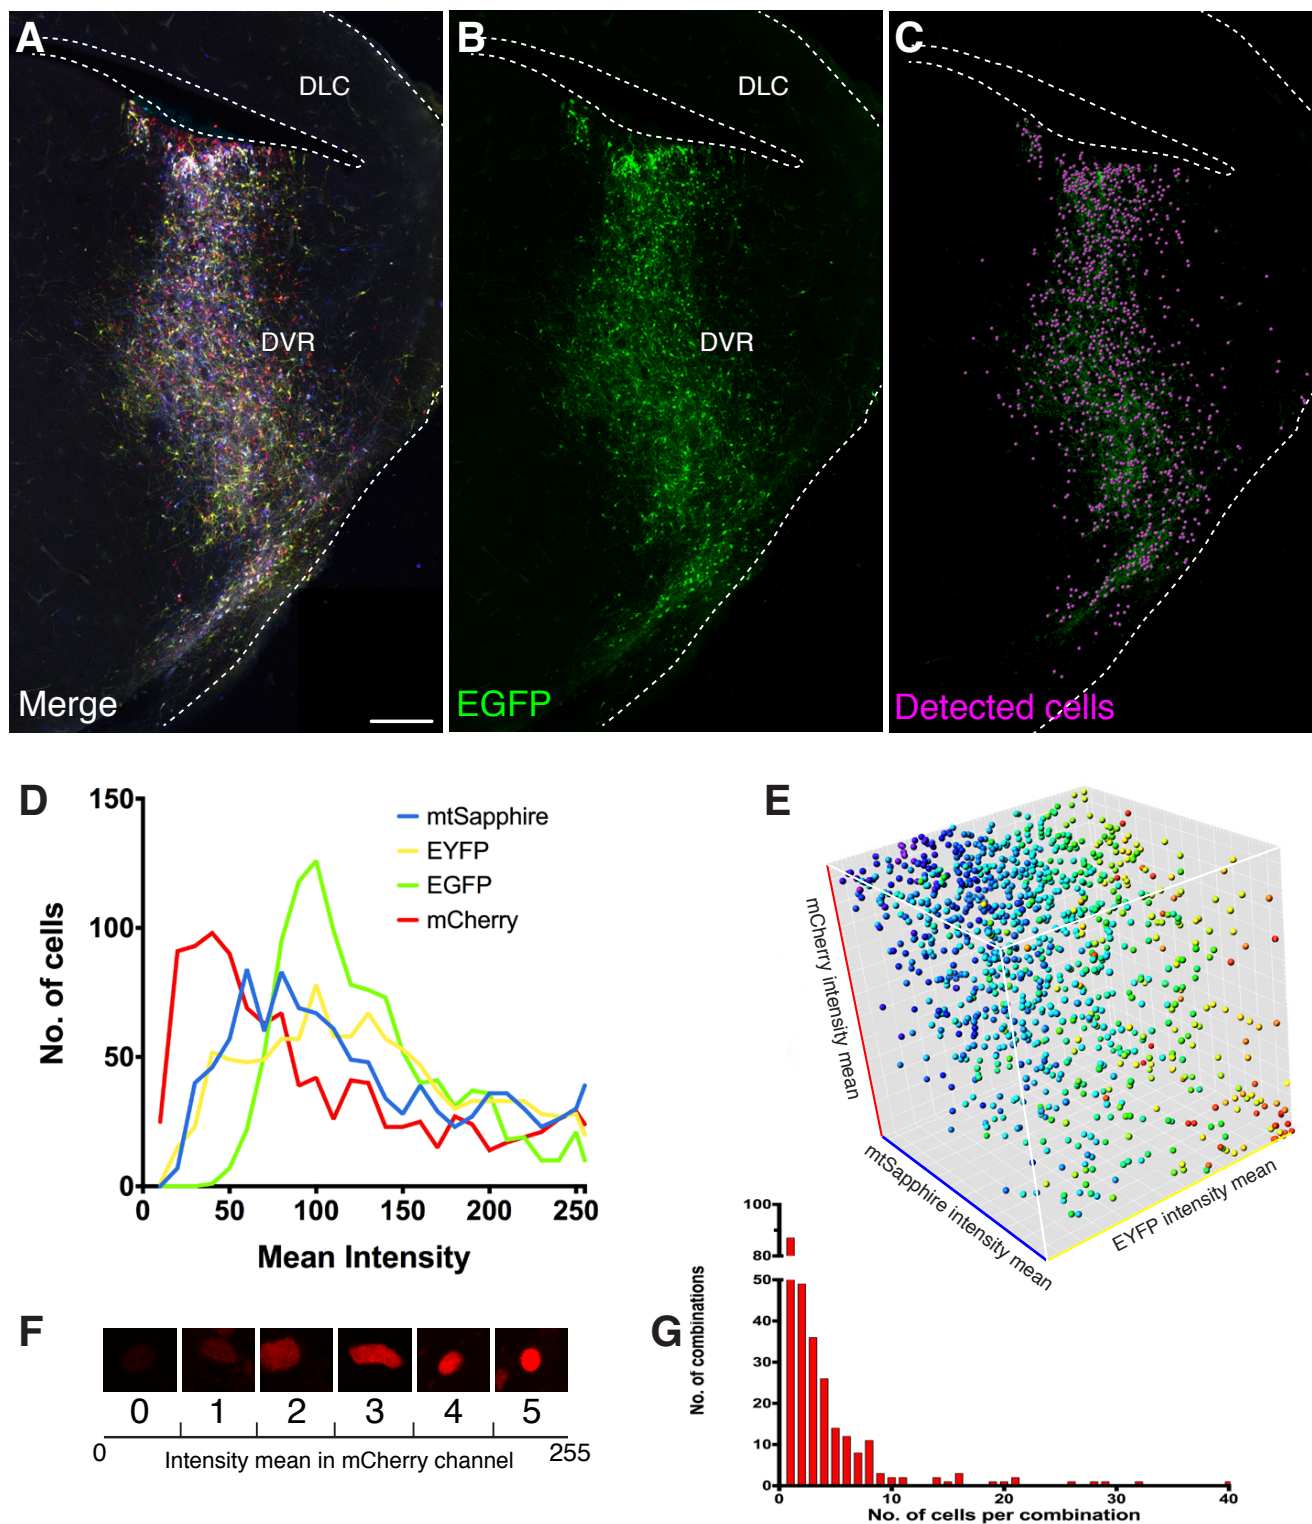 A
DLC
DVR
Merge
B
DLC
DVR
EGFP
C
Detected cells
D
150
100
50
0
No. of cells
0 50 100 150 200 250
Mean Intensity
mtSapphire
EYFP
EGFP
mCherry
E
mCherry intensity mean
mtSapphire intensity mean
EYFP intensity mean
F
0 1 2 3 4 5
0 255
Intensity mean in mCherry channel
G
100
80
50
40
30
20
10
0
No. of combinations
0 10 20 30 40
No. of cells per combination